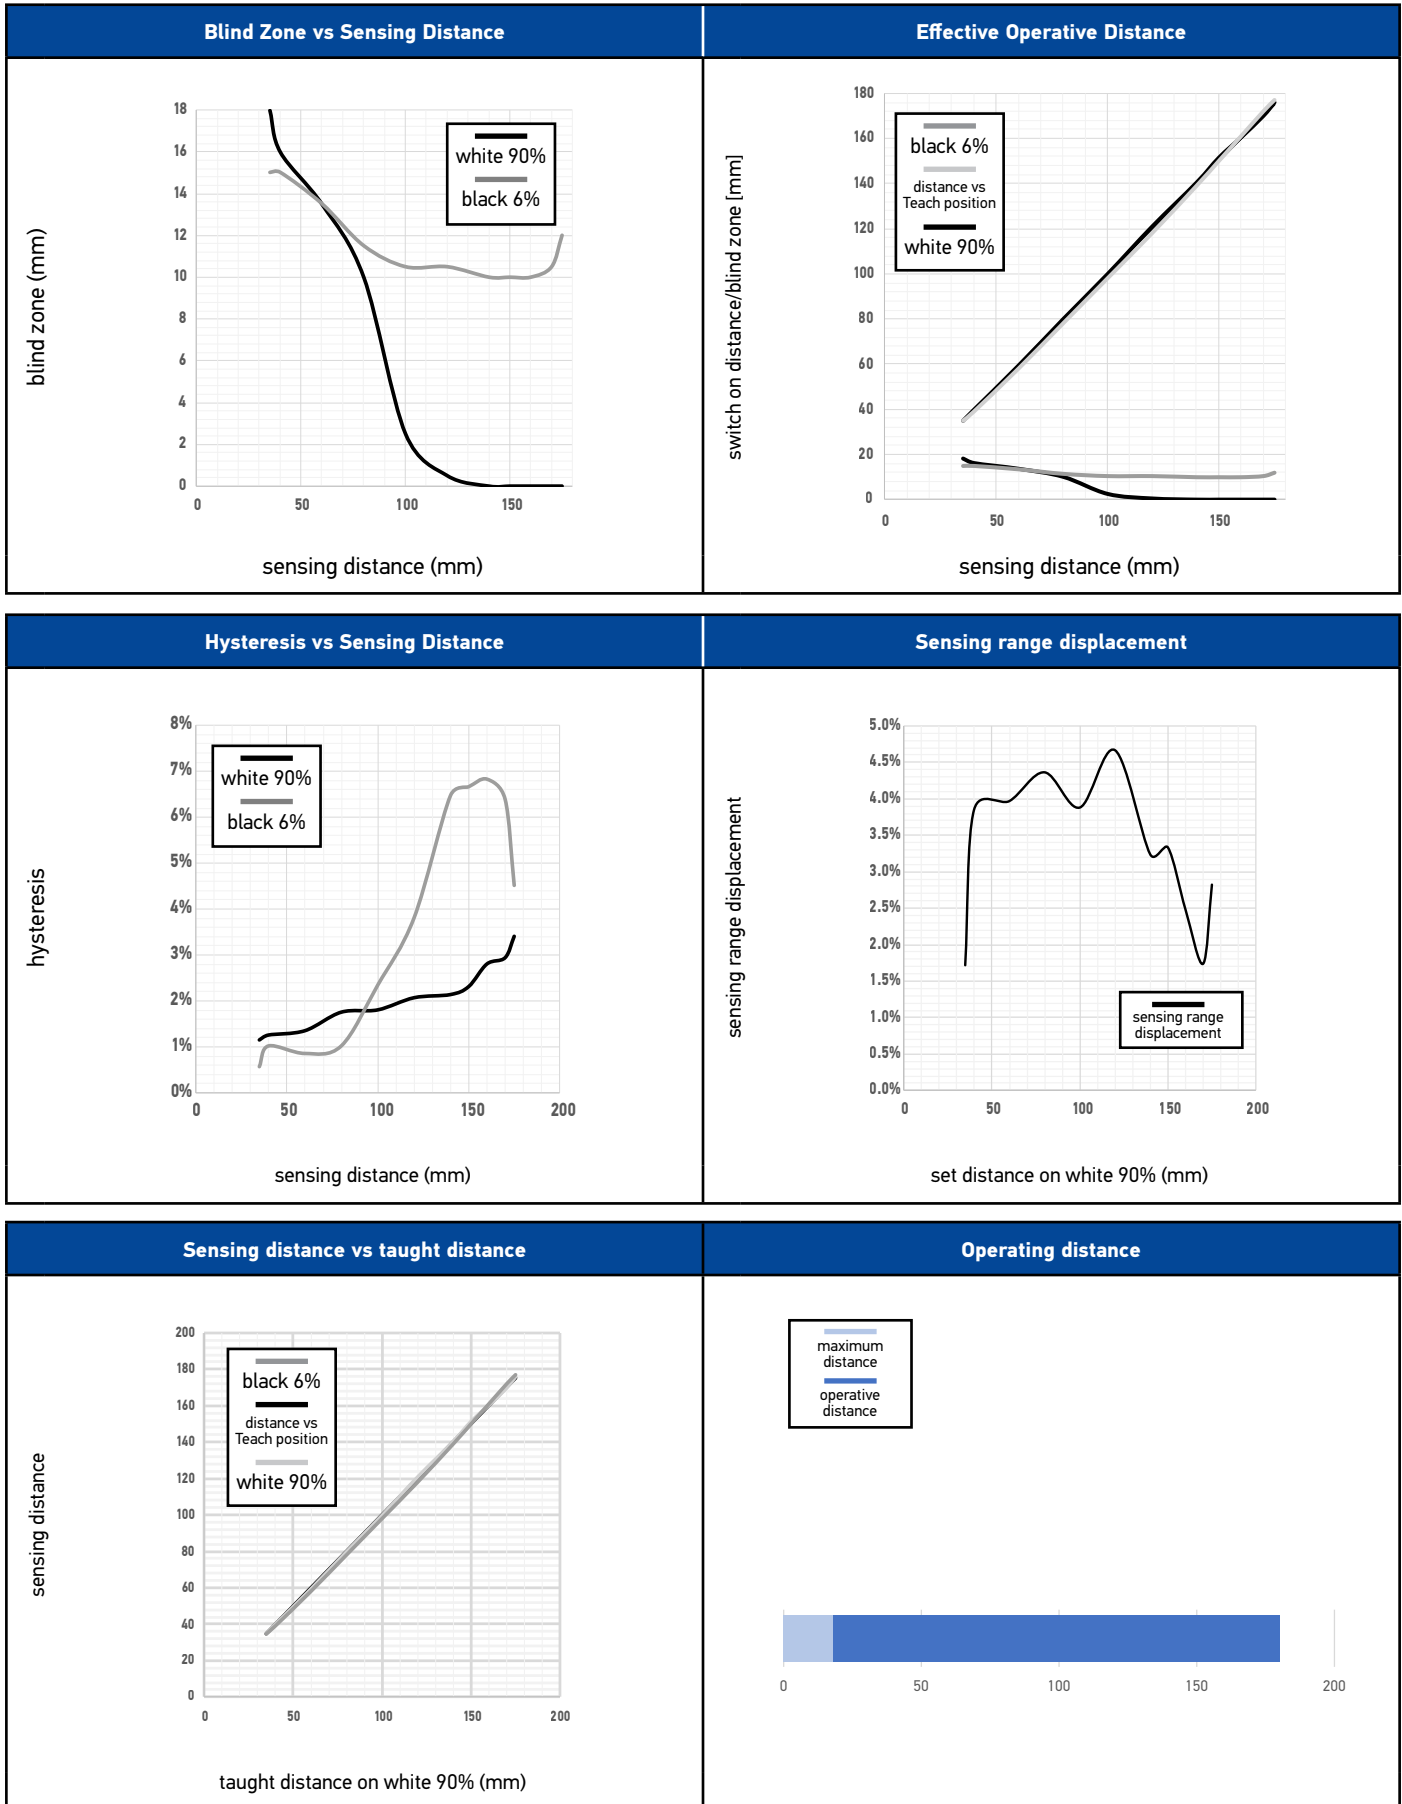 Blind Zone vs Sensing Distance
Effective Operative Distance
blind zone (mm)
18
16
14
12
10
8
6
4
2
0
white 90%
black 6%
0
50
100
150
sensing distance (mm)
switch on distance/blind zone [mm]
180
160
140
120
100
80
60
40
20
0
black 6%
distance vs
Teach position
white 90%
0
50
100
150
sensing distance (mm)
Hysteresis vs Sensing Distance
Sensing range displacement
hysteresis
8%
7%
6%
5%
4%
3%
2%
1%
0%
white 90%
black 6%
0
50
100
150
200
sensing distance (mm)
sensing range displacement
5.0%
4.5%
4.0%
3.5%
3.0%
2.5%
2.0%
1.5%
1.0%
0.5%
0.0%
sensing range
displacement
0
50
100
150
200
set distance on white 90% (mm)
Sensing distance vs taught distance
Operating distance
sensing distance
200
180
160
140
120
100
80
60
40
20
0
black 6%
distance vs
Teach position
white 90%
0
50
100
150
200
taught distance on white 90% (mm)
maximum
distance
operative
distance
0
50
100
150
200